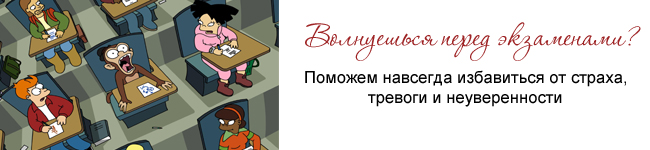 Волнуешься перед экзаменами?
Поможем навсегда избавиться от страха,
тревоги и неуверенности